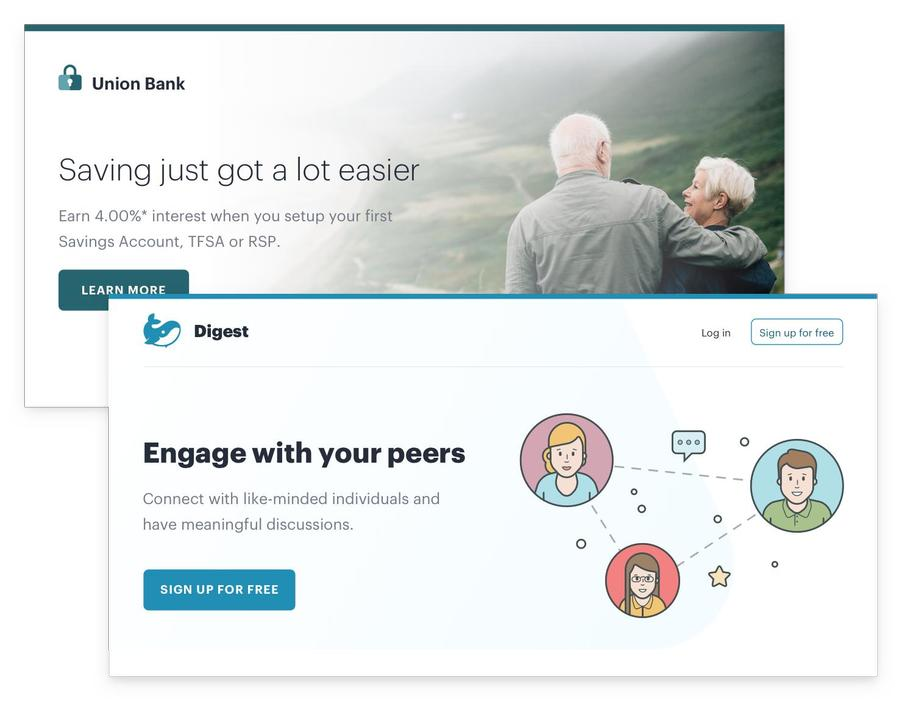 Union Bank
Saving just got a lot easier
Earn 4.00%* interest when you setup your first
Savings Account, TFSA or RSP.
LEARN MORE
Digest
Log in
Sign up for free
Engage with your peers
Connect with like-minded individuals and
have meaningful discussions.
SIGN UP FOR FREE